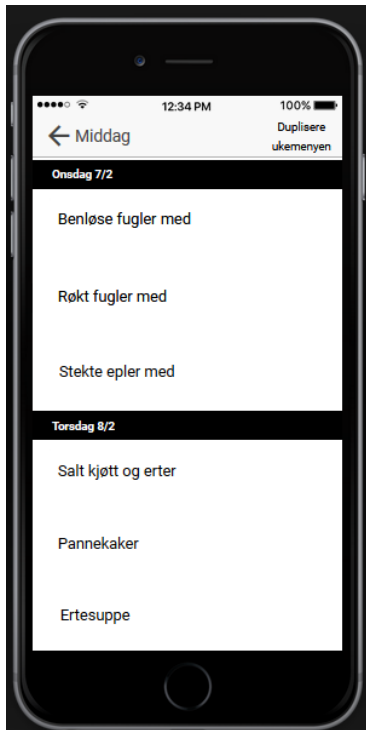 12:34 PM
100%
Middag
Duplisere
ukemenyen
Onsdag 7/2
Benløse fugler med
Røkt fugler med
Stekte epler med
Torsdag 8/2
Salt kjøtt og erter
Pannekaker
Ertesuppe